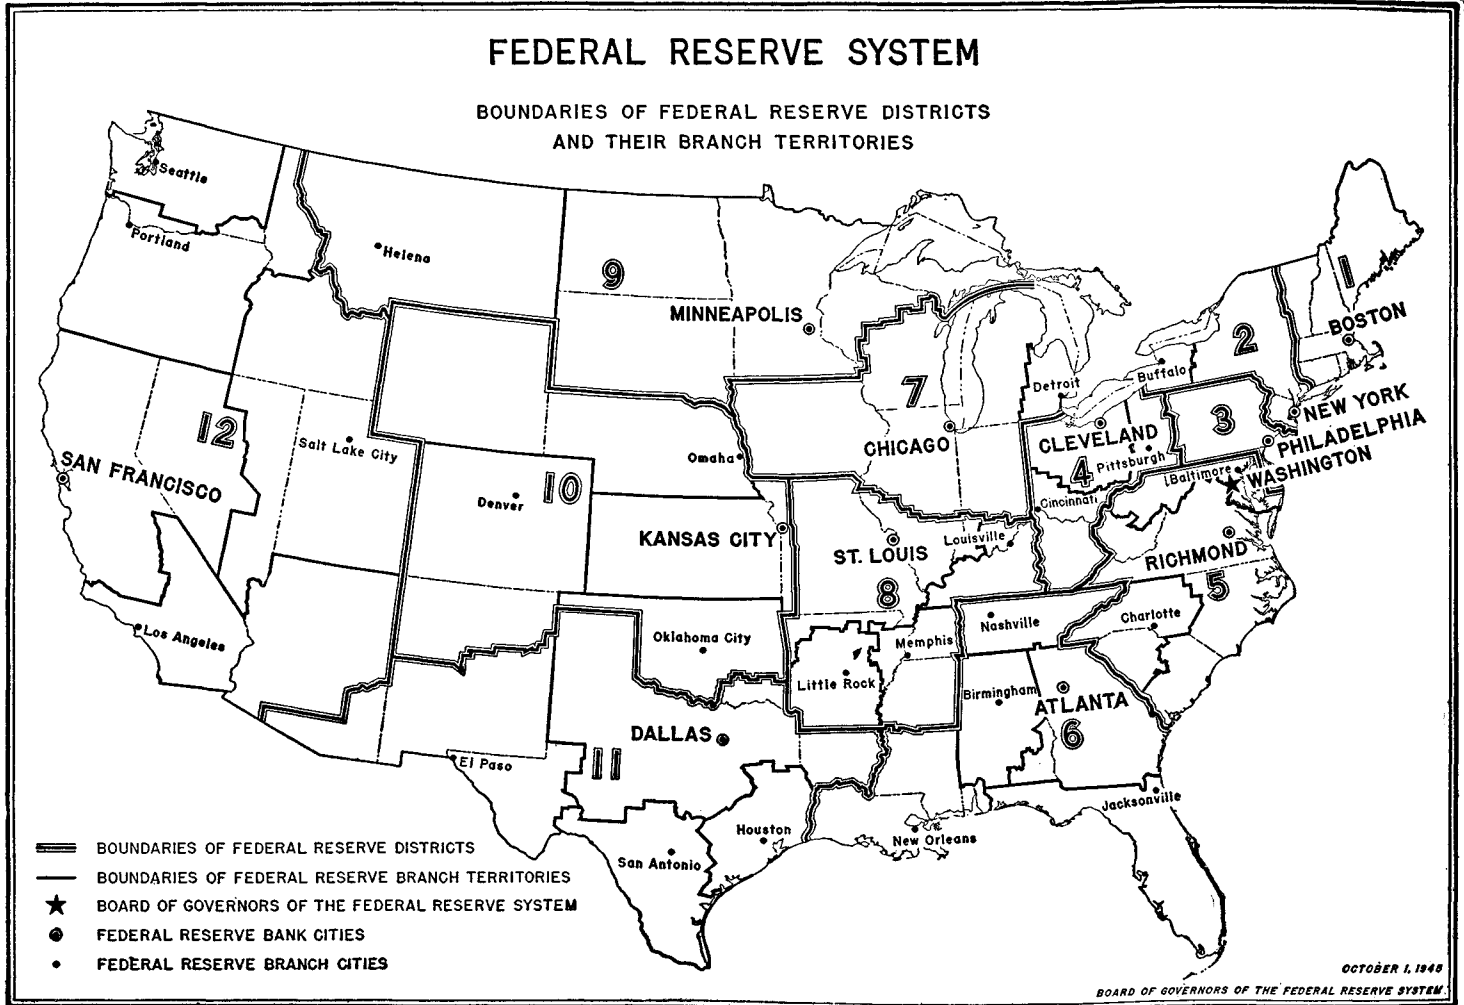 FEDERAL RESERVE SYSTEM
BOUNDARIES OF FEDERAL RESERVE DISTRICTS
AND THEIR BRANCH TERRITORIES
Seattle
Portland
Helena
9
MINNEAPOLIS
1
BOSTON
2
Buffalo
Detroit
7
CHICAGO
NEW YORK
3
PHILADELPHIA
WASHINGTON
CLEVELAND
4
Pittsburgh
Baltimore
Cincinnati
12
Salt Lake City
SAN FRANCISCO
Omaha
Denver
10
KANSAS CITY
ST. LOUIS
8
Louisville
RICHMOND
5
Los Angeles
Oklahoma City
Memphis
Nashville
Charlotte
Little Rock
Birmingham
ATLANTA
6
DALLAS
11
El Paso
Houston
San Antonio
New Orleans
Jacksonville
BOUNDARIES OF FEDERAL RESERVE DISTRICTS
BOUNDARIES OF FEDERAL RESERVE BRANCH TERRITORIES
BOARD OF GOVERNORS OF THE FEDERAL RESERVE SYSTEM
FEDERAL RESERVE BANK CITIES
FEDERAL RESERVE BRANCH CITIES
OCTOBER 1,
BOARD OF GOVERNORS OF THE FEDERAL RESERVE SYSTEM